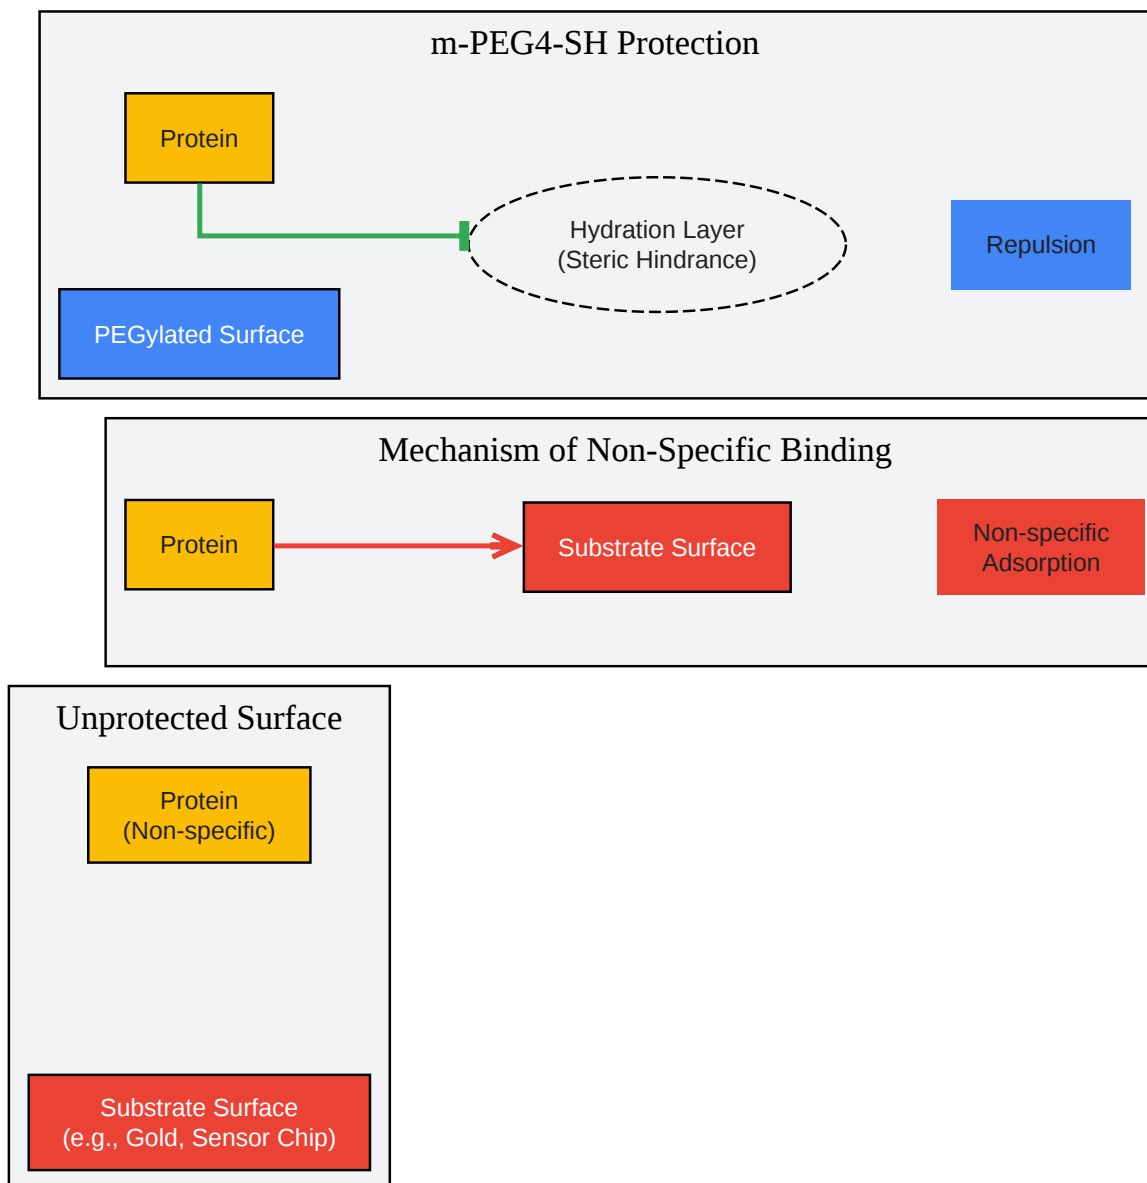 m-PEG4-SH Protection
Protein
Hydration Layer
(Steric Hindrance)
Repulsion
PEGylated Surface
Mechanism of Non-Specific Binding
Protein
Substrate Surface
Non-specific
Adsorption
Unprotected Surface
Protein
(Non-specific)
Substrate Surface
(e.g., Gold, Sensor Chip)